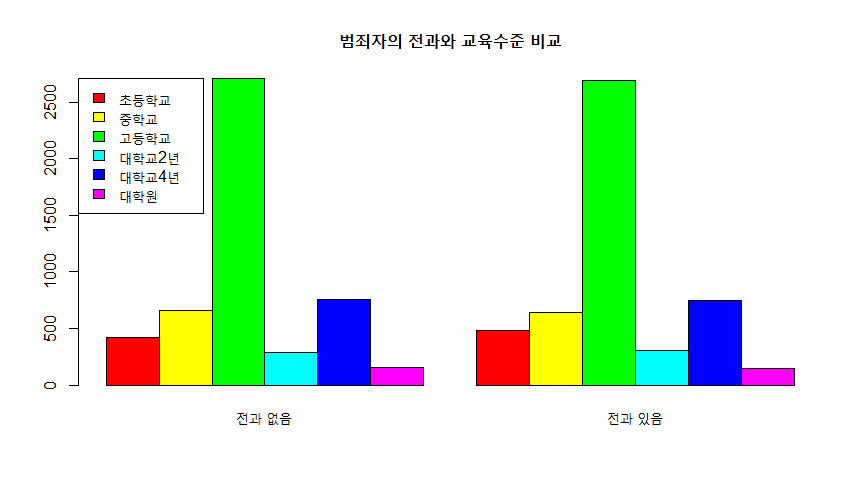 범죄자의 전과와 교육수준 비교
초등학교
중학교
고등학교
대학교2년
대학교4년
대학원
2500
2000
1500
1000
500
0
전과 없음
전과 있음